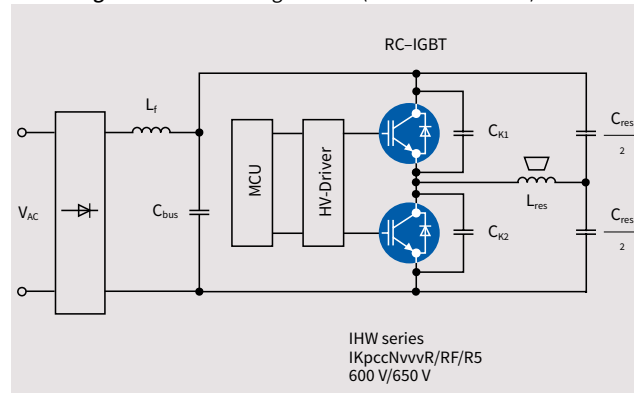 RC–IGBT
L_f
C_K1
C_res
2
MCU
HV-Driver
V_AC
C_bus
L_res
C_K2
C_res
2
IHW series
IKpccNvvvR/RF/R5
600 V/650 V